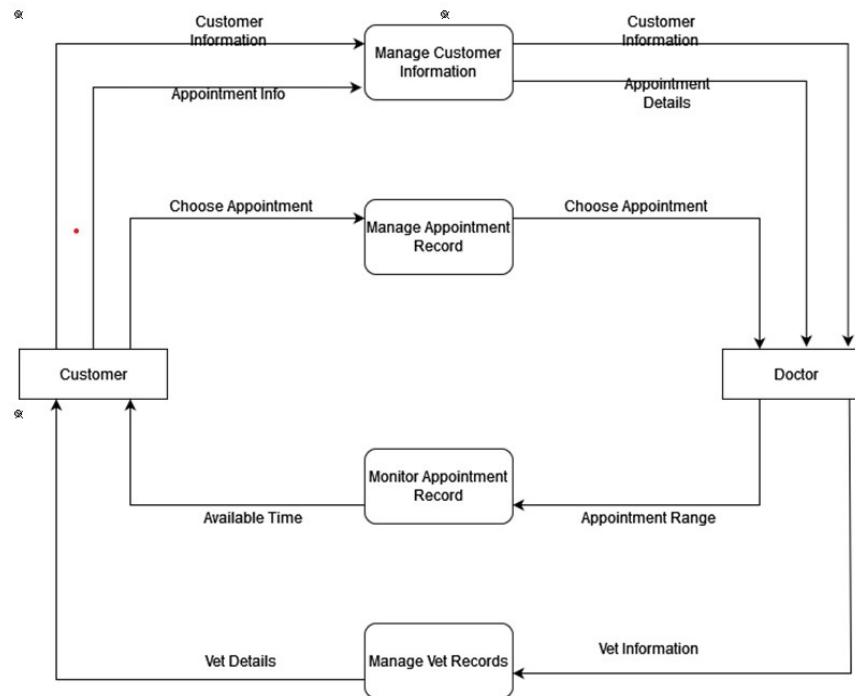 Customer
Information
Manage Customer
Information
Customer
Information
Appointment Info
Appointment
Details
Choose Appointment
Manage Appointment
Record
Choose Appointment
Customer
Doctor
Monitor Appointment
Record
Available Time
Appointment Range
Vet Details
Manage Vet Records
Vet Information